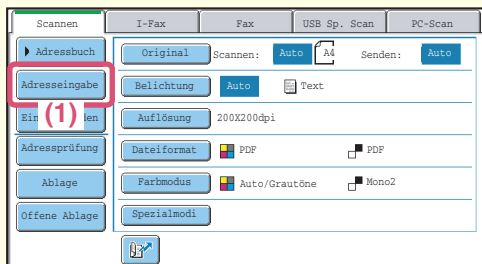 Scannen I-Fax Fax USB Sp. Scan PC-Scan
Adressbuch Original Scannen: Auto A4 Senden: Auto
Adresseingabe Belichtung Auto Text
(1) Auflösung 200X200dpi
Adressprüfung Dateiformat PDF PDF
Ablage Farbmodus Auto/Grautöne Mono2
Offene Ablage Spezialmodi